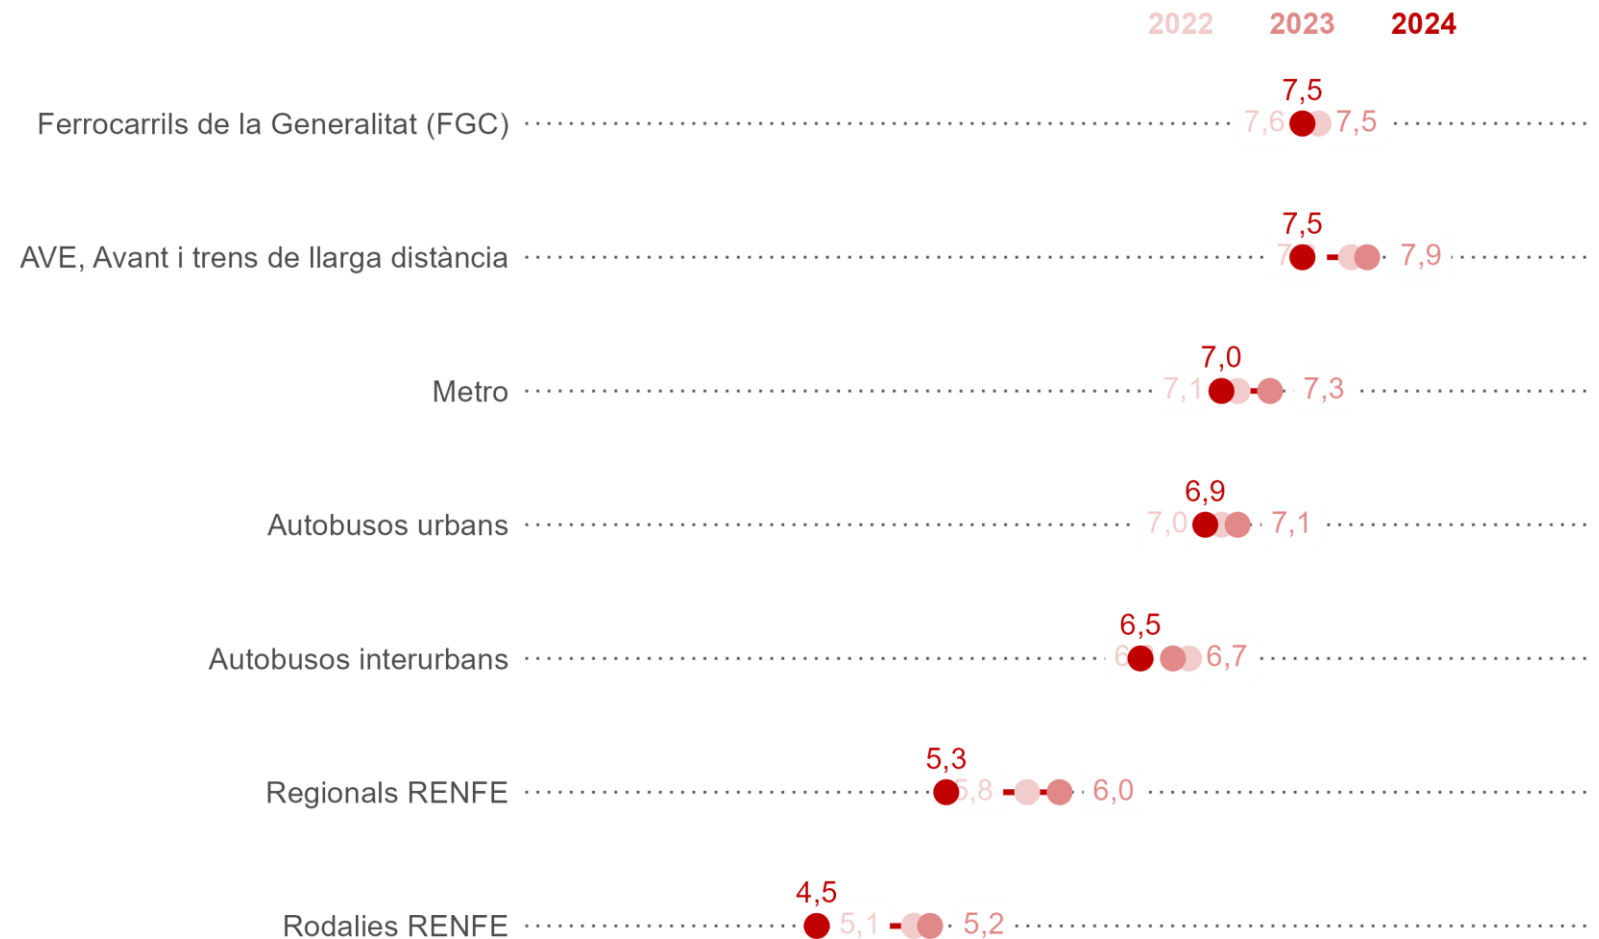 2022 2023 2024
7,5
Ferrocarrils de la Generalitat (FGC) 7,6 7,5
7,5
AVE, Avant i trens de llarga distància 7,9
7,0
Metro 7,1 7,3
6,9
Autobusos urbans 7,0 7,1
6,5
Autobusos interurbans 6,7
5,3
Regionals RENFE 5,8 6,0
4,5
Rodalies RENFE 5,1 5,2